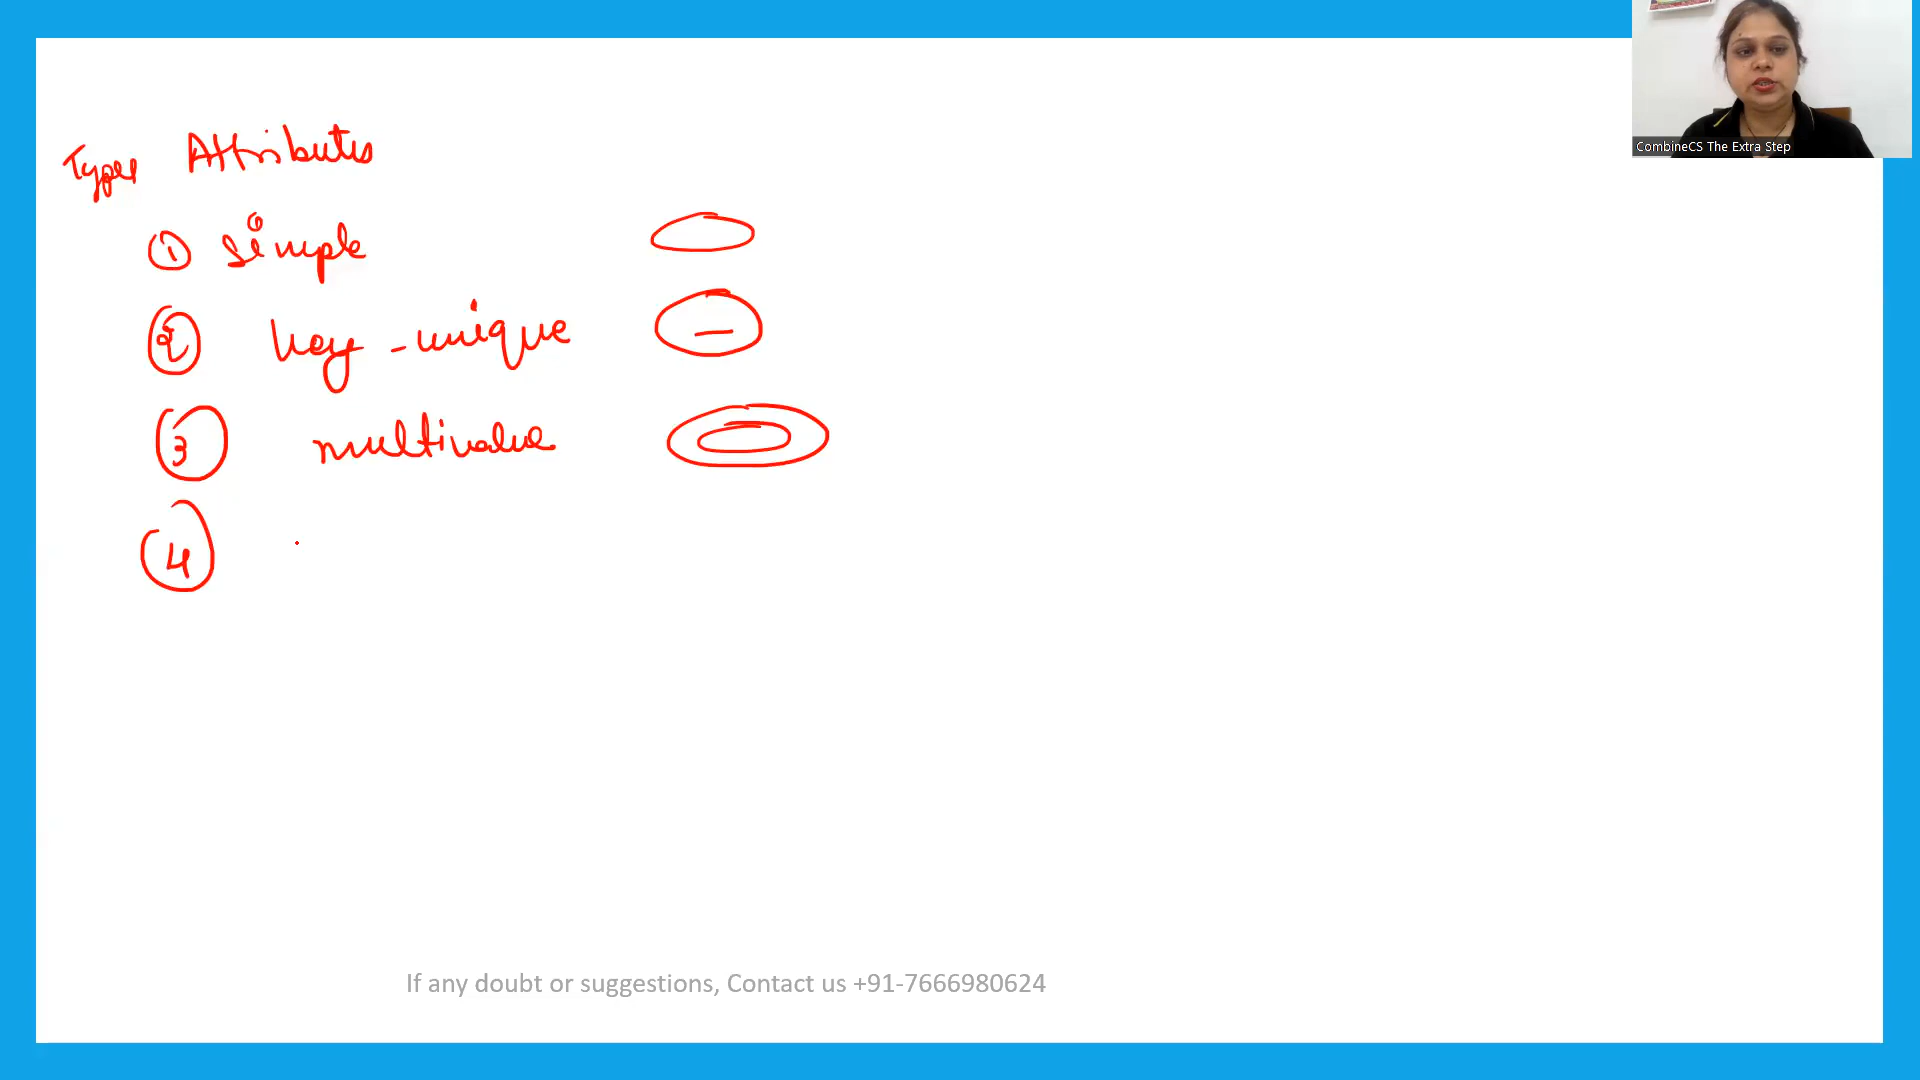 Types Attributes
① simple
② key - unique
③ multivalue
④
If any doubt or suggestions, Contact us +91-7666980624
CombineCS The Extra Step